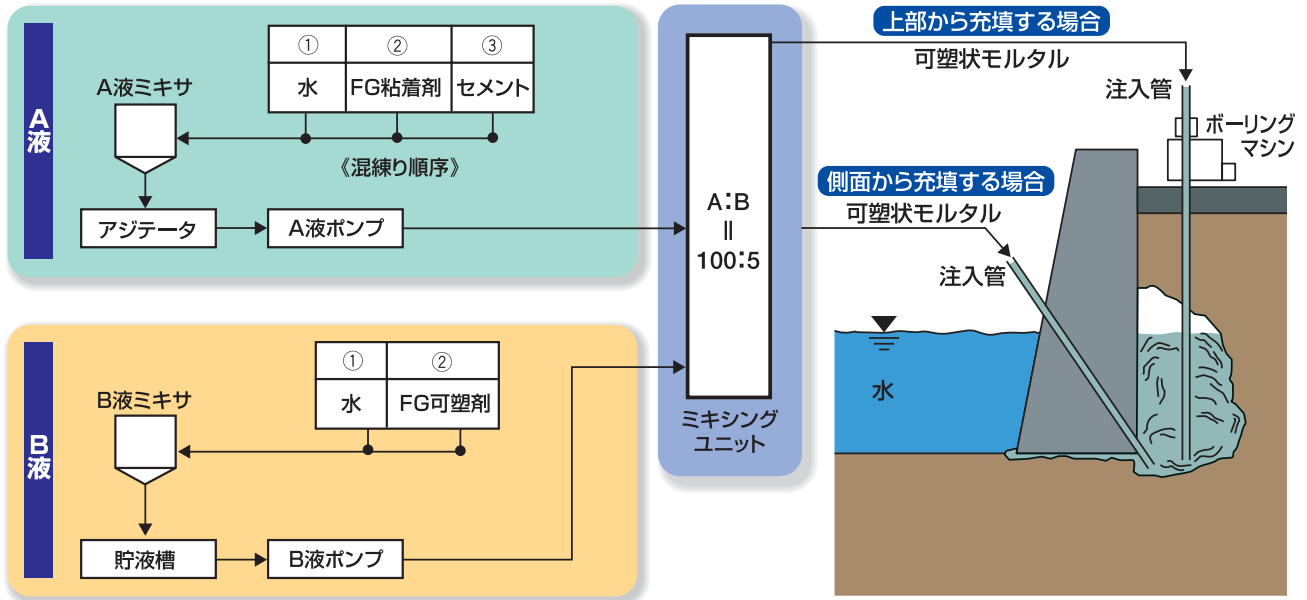 A液
① ② ③
水 FG粘着剤 セメント
A液ミキサ
《混練り順序》
アジテータ
A液ポンプ
B液
① ②
水 FG可塑剤
B液ミキサ
貯液槽
B液ポンプ
A:B
||
100:5
ミキシング
ユニット
上部から充填する場合
可塑状モルタル
注入管
ボーリング
マシン
側面から充填する場合
可塑状モルタル
注入管
水